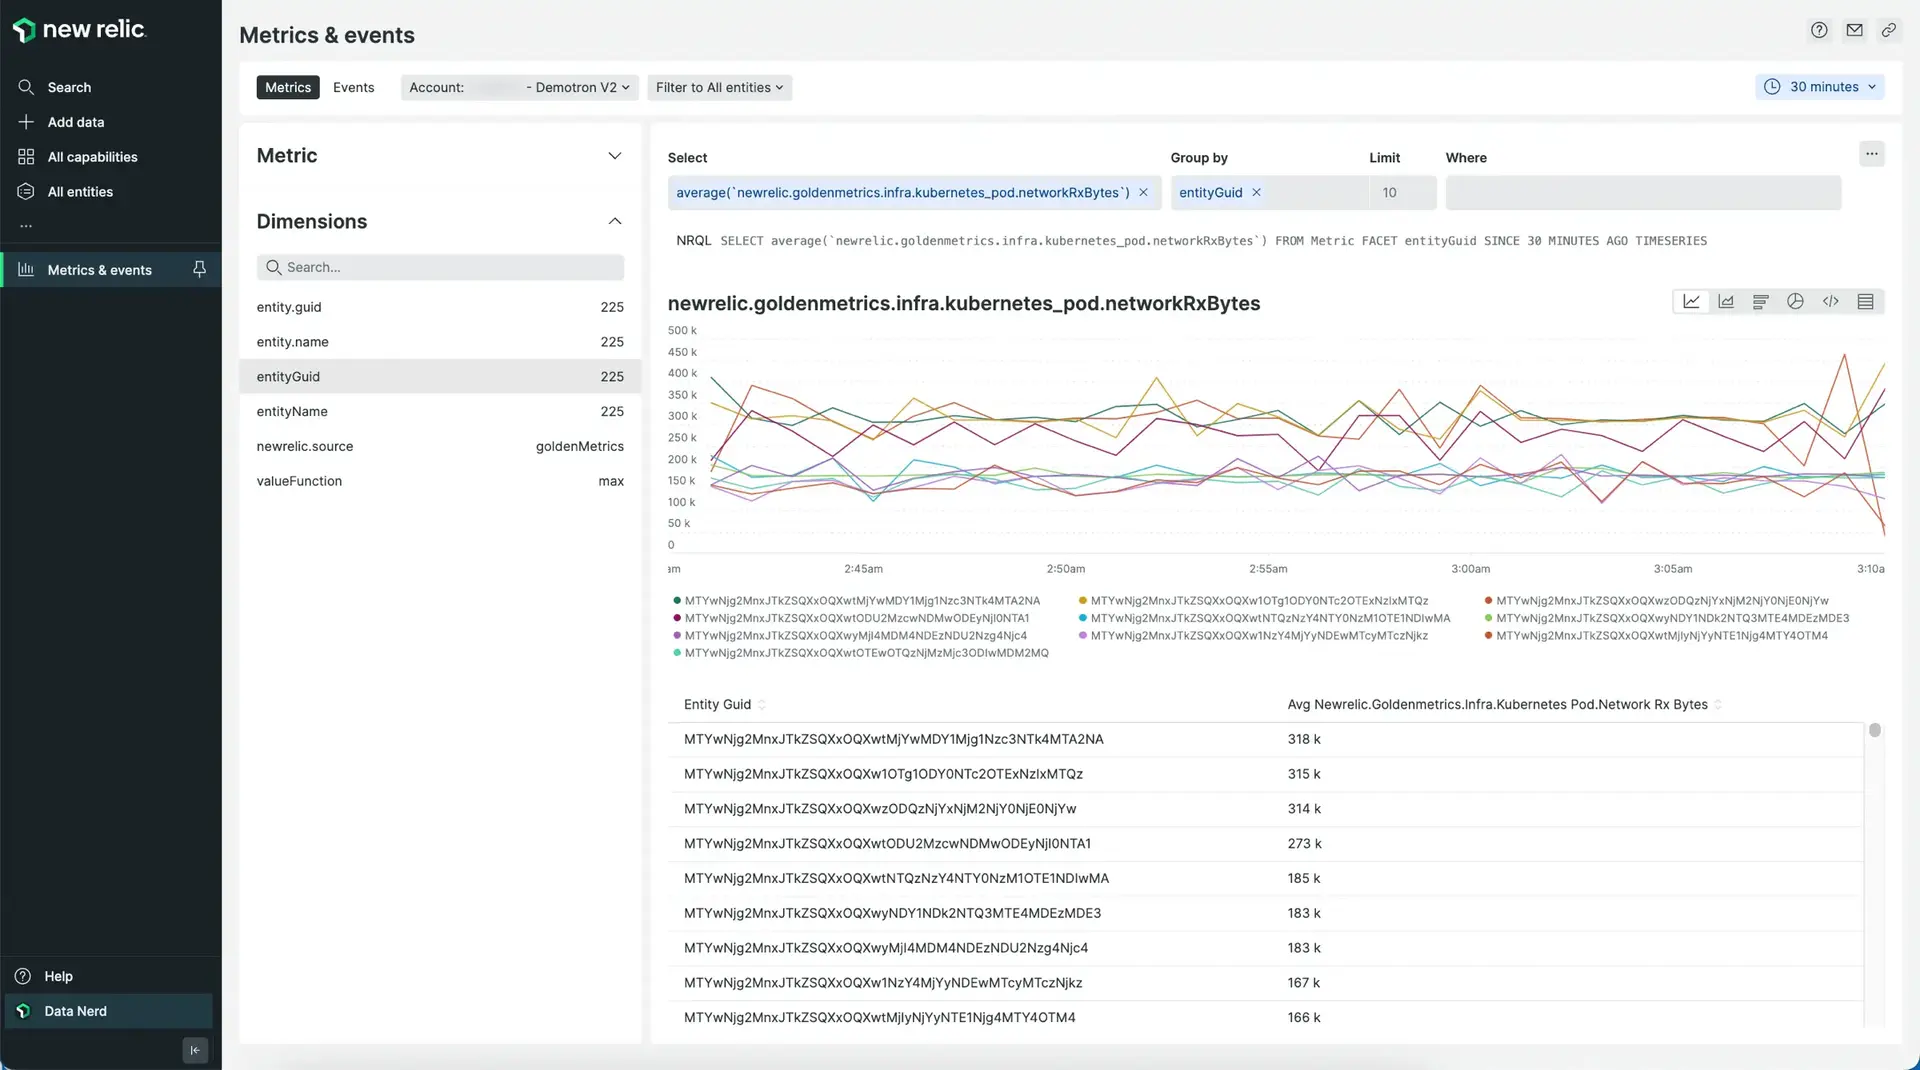 new relic.
Search
Add data
All capabilities
All entities
...
Metrics & events
Help
Data Nerd
Metrics & events
Metrics Events Account: - Demotron V2 Filter to All entities 30 minutes
Metric
Dimensions
Search...
entity.guid 225
entity.name 225
entityGuid 225
entityName 225
newrelic.source goldenMetrics
valueFunction max
Select Group by Limit Where
average(`newrelic.goldenmetrics.infra.kubernetes_pod.networkRxBytes`) × entityGuid × 10
NRQL SELECT average(`newrelic.goldenmetrics.infra.kubernetes_pod.networkRxBytes`) FROM Metric FACET entityGuid SINCE 30 MINUTES AGO TIMESERIES
newrelic.goldenmetrics.infra.kubernetes_pod.networkRxBytes
500 k
450 k
400 k
350 k
300 k
250 k
200 k
150 k
100 k
50 k
0
am 2:45am 2:50am 2:55am 3:00am 3:05am 3:10a
MTYwNjg2MnxJTkZSQXxOQXwtMjYwMDY1Mjg1Nzc3NTk4MTA2NA MTYwNjg2MnxJTkZSQXxOQXw1OTg1ODY0NTc2OTExNzIxMTQz MTYwNjg2MnxJTkZSQXxOQXwzODQzNjYxNjM2NjY0NjE0NjYw
MTYwNjg2MnxJTkZSQXxOQXwtODU2MzcwNDMwODEyNjI0NTA1 MTYwNjg2MnxJTkZSQXxOQXwtNTQzNzY4NTY0NzM1OTE1NDIwMA MTYwNjg2MnxJTkZSQXxOQXwyNDY1NDk2NTQ3MTE4MDEzMDE3
MTYwNjg2MnxJTkZSQXxOQXwyMjI4MDM4NDEzNDU2Nzg4Njc4 MTYwNjg2MnxJTkZSQXxOQXw1NzY4MjYyNDEwMTcyMTczNjkz MTYwNjg2MnxJTkZSQXxOQXwtMjIyNjYyNTE1Njg4MTY4OTM4
MTYwNjg2MnxJTkZSQXxOQXwtOTEwOTQzNjMzMjc3ODIwMDM2MQ
Entity Guid Avg Newrelic.Goldenmetrics.Infra.Kubernetes Pod.Network Rx Bytes
MTYwNjg2MnxJTkZSQXxOQXwtMjYwMDY1Mjg1Nzc3NTk4MTA2NA 318 k
MTYwNjg2MnxJTkZSQXxOQXw1OTg1ODY0NTc2OTExNzIxMTQz 315 k
MTYwNjg2MnxJTkZSQXxOQXwzODQzNjYxNjM2NjY0NjE0NjYw 314 k
MTYwNjg2MnxJTkZSQXxOQXwtODU2MzcwNDMwODEyNjI0NTA1 273 k
MTYwNjg2MnxJTkZSQXxOQXwtNTQzNzY4NTY0NzM1OTE1NDIwMA 185 k
MTYwNjg2MnxJTkZSQXxOQXwyNDY1NDk2NTQ3MTE4MDEzMDE3 183 k
MTYwNjg2MnxJTkZSQXxOQXwyMjI4MDM4NDEzNDU2Nzg4Njc4 183 k
MTYwNjg2MnxJTkZSQXxOQXw1NzY4MjYyNDEwMTcyMTczNjkz 167 k
MTYwNjg2MnxJTkZSQXxOQXwtMjIyNjYyNTE1Njg4MTY4OTM4 166 k